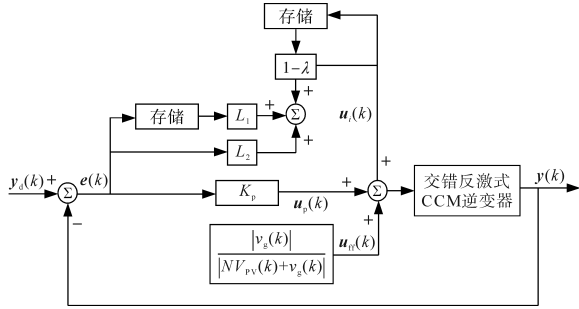 存储
1−λ
存储
L₁
L₂
u_i(k)
y_d(k)
e(k)
K_p
u_p(k)
|v_g(k)|
|NV_PV(k)+v_g(k)|
u_ff(k)
交错反激式
CCM逆变器
y(k)
+
+
+
Σ
+
Σ
−
+
+
+
Σ